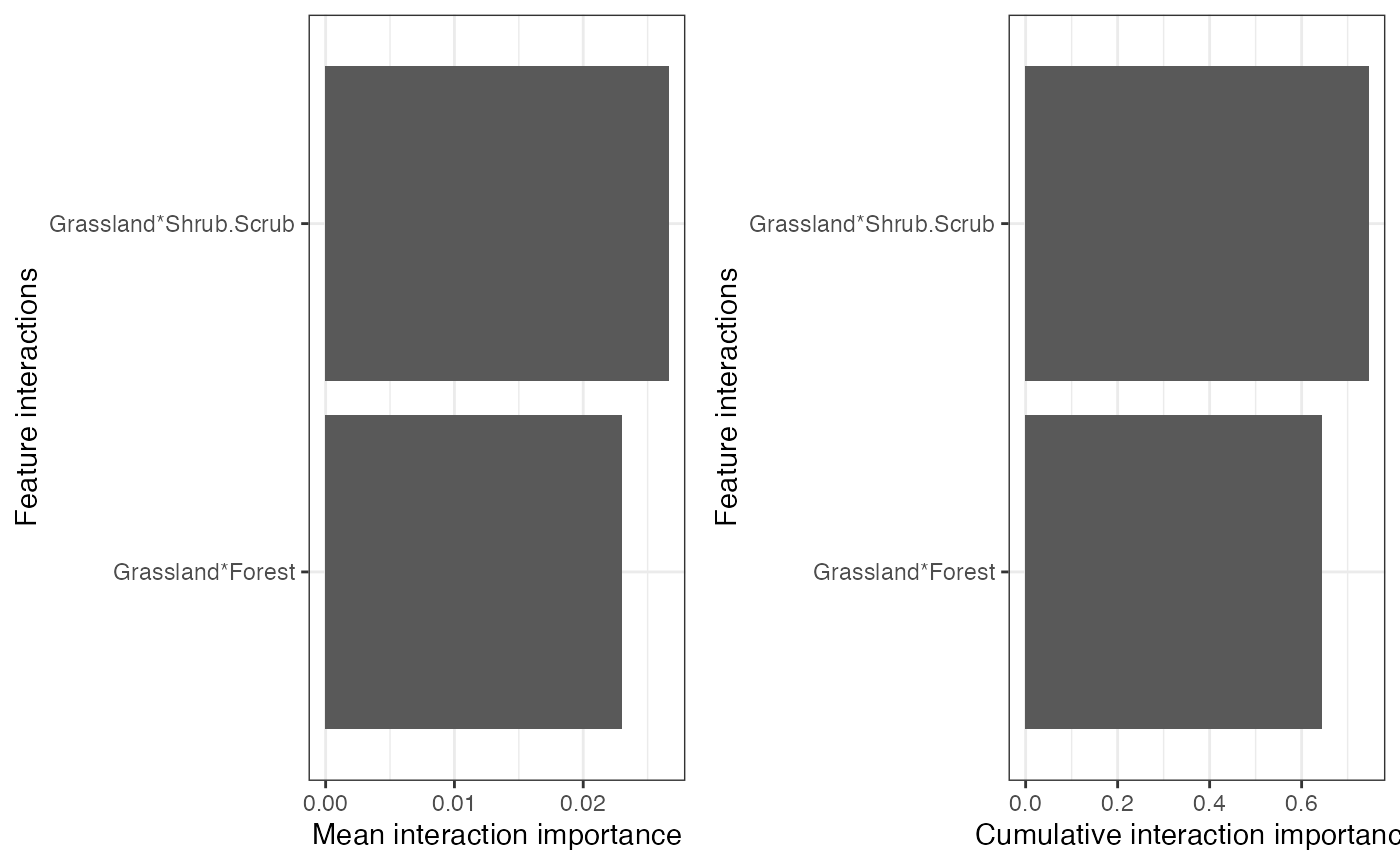 Feature interactions
Grassland*Shrub.Scrub
Grassland*Forest
0.00 0.01 0.02
Mean interaction importance
Feature interactions
Grassland*Shrub.Scrub
Grassland*Forest
0.0 0.2 0.4 0.6
Cumulative interaction importanc